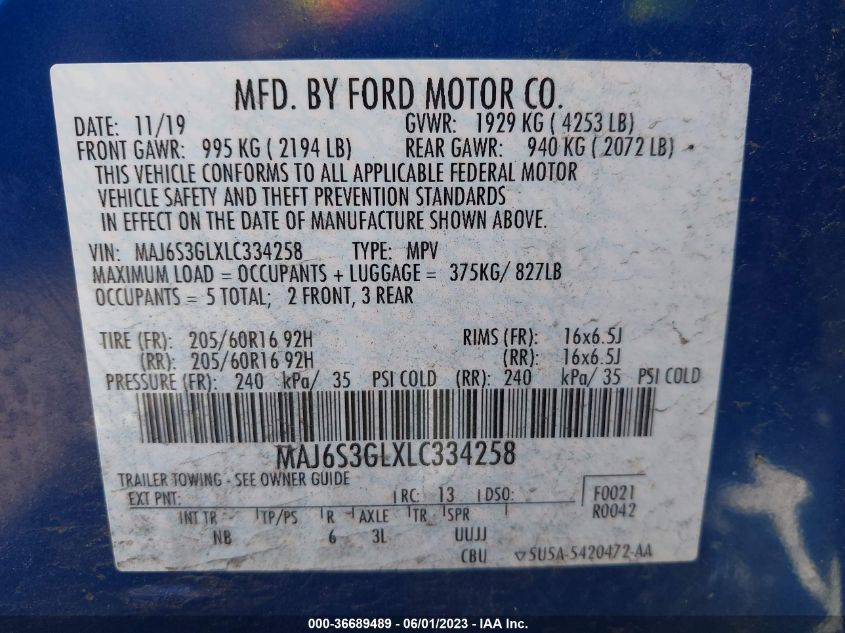 MFD. BY FORD MOTOR CO.
DATE: 11/19 GVWR: 1929 KG ( 4253 LB)
FRONT GAWR: 995 KG ( 2194 LB) REAR GAWR: 940 KG ( 2072 LB)
THIS VEHICLE CONFORMS TO ALL APPLICABLE FEDERAL MOTOR
VEHICLE SAFETY AND THEFT PREVENTION STANDARDS
IN EFFECT ON THE DATE OF MANUFACTURE SHOWN ABOVE.
VIN: MAJ6S3GLXLC334258 TYPE: MPV
MAXIMUM LOAD = OCCUPANTS + LUGGAGE = 375KG/ 827LB
OCCUPANTS = 5 TOTAL; 2 FRONT, 3 REAR
TIRE (FR): 205/60R16 92H RIMS (FR): 16x6.5J
(RR): 205/60R16 92H (RR): 16x6.5J
PRESSURE (FR): 240 kPa/ 35 PSI COLD (RR): 240 kPa/ 35 PSI COLD
MAJ6S3GLXLC334258
TRAILER TOWING - SEE OWNER GUIDE
EXT PNT: RC: 13 DSO: F0021
R0042
INT TR TP/PS R AXLE TR SPR
NB 6 3L UUJJ
CBU 5U5A-5420472-AA
000-36689489 - 06/01/2023 - IAA Inc.